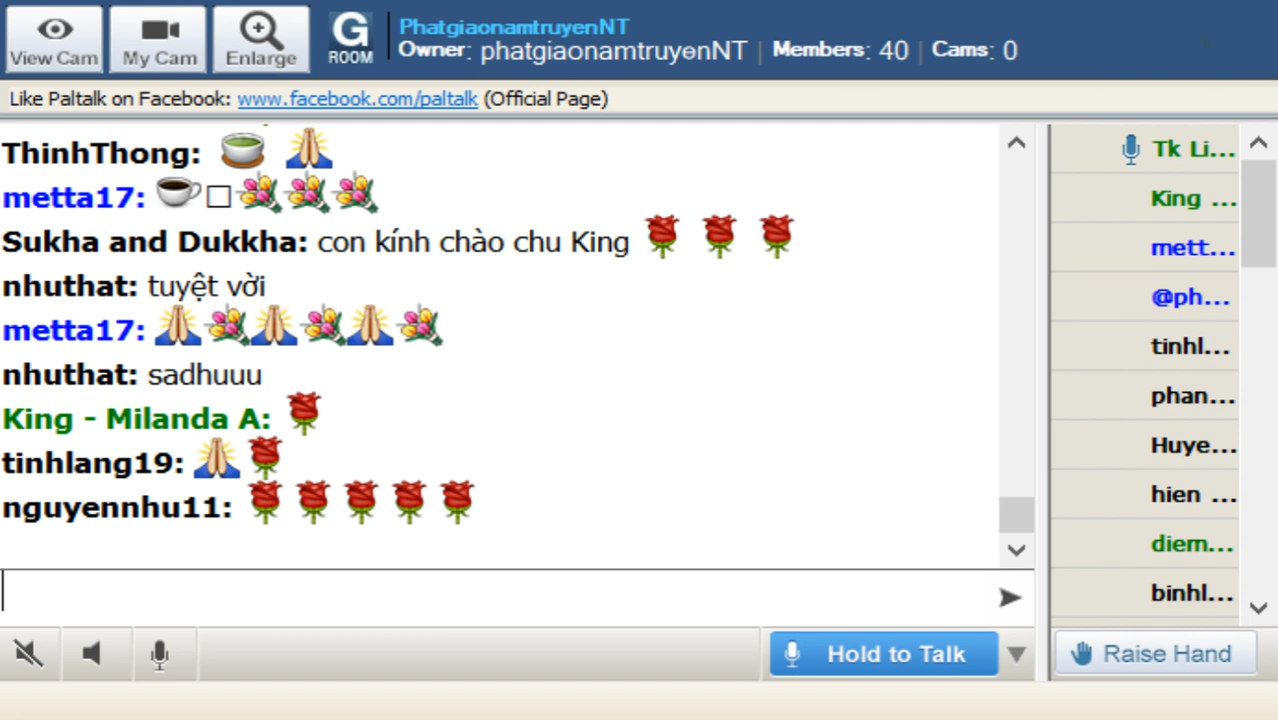 View Cam
My Cam
Enlarge
G
ROOM
PhatgiaonamtruyenNT
Owner: phatgiaonamtruyenNT | Members: 40 | Cams: 0
Like Paltalk on Facebook: www.facebook.com/paltalk (Official Page)
ThinhThong:
metta17:
Sukha and Dukkha: con kính chào chu King
nhuthat: tuyệt vời
metta17:
nhuthat: sadhuuu
King - Milanda A:
tinhlang19:
nguyennhu11:
Tk Li...
King ...
mett...
@ph...
tinhl...
phan...
Huye...
hien ...
diem...
binhl...
Hold to Talk
Raise Hand